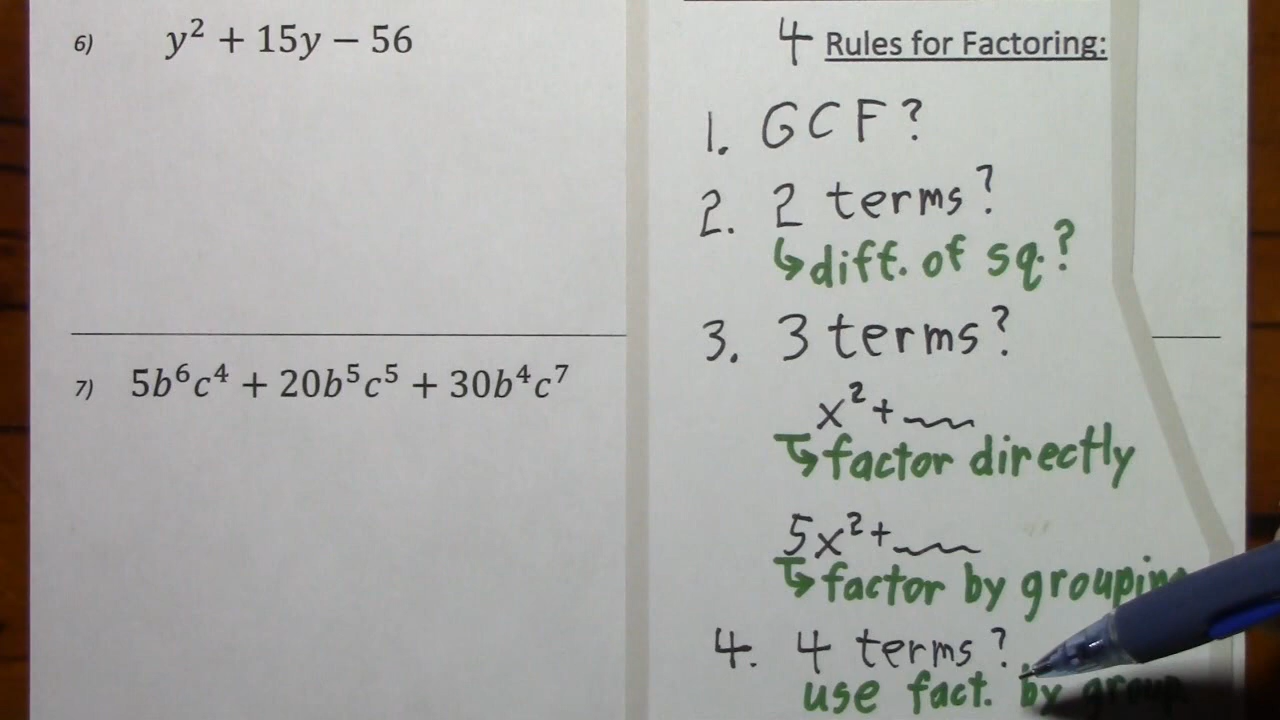 6) y² + 15y − 56
7) 5b⁶c⁴ + 20b⁵c⁵ + 30b⁴c⁷
4 Rules for Factoring:
1. GCF?
2. 2 terms?
↳ diff. of sq.?
3. 3 terms?
x² +
↳ factor directly
5x² +
↳ factor by grouping
4. 4 terms?
use fact. by group.